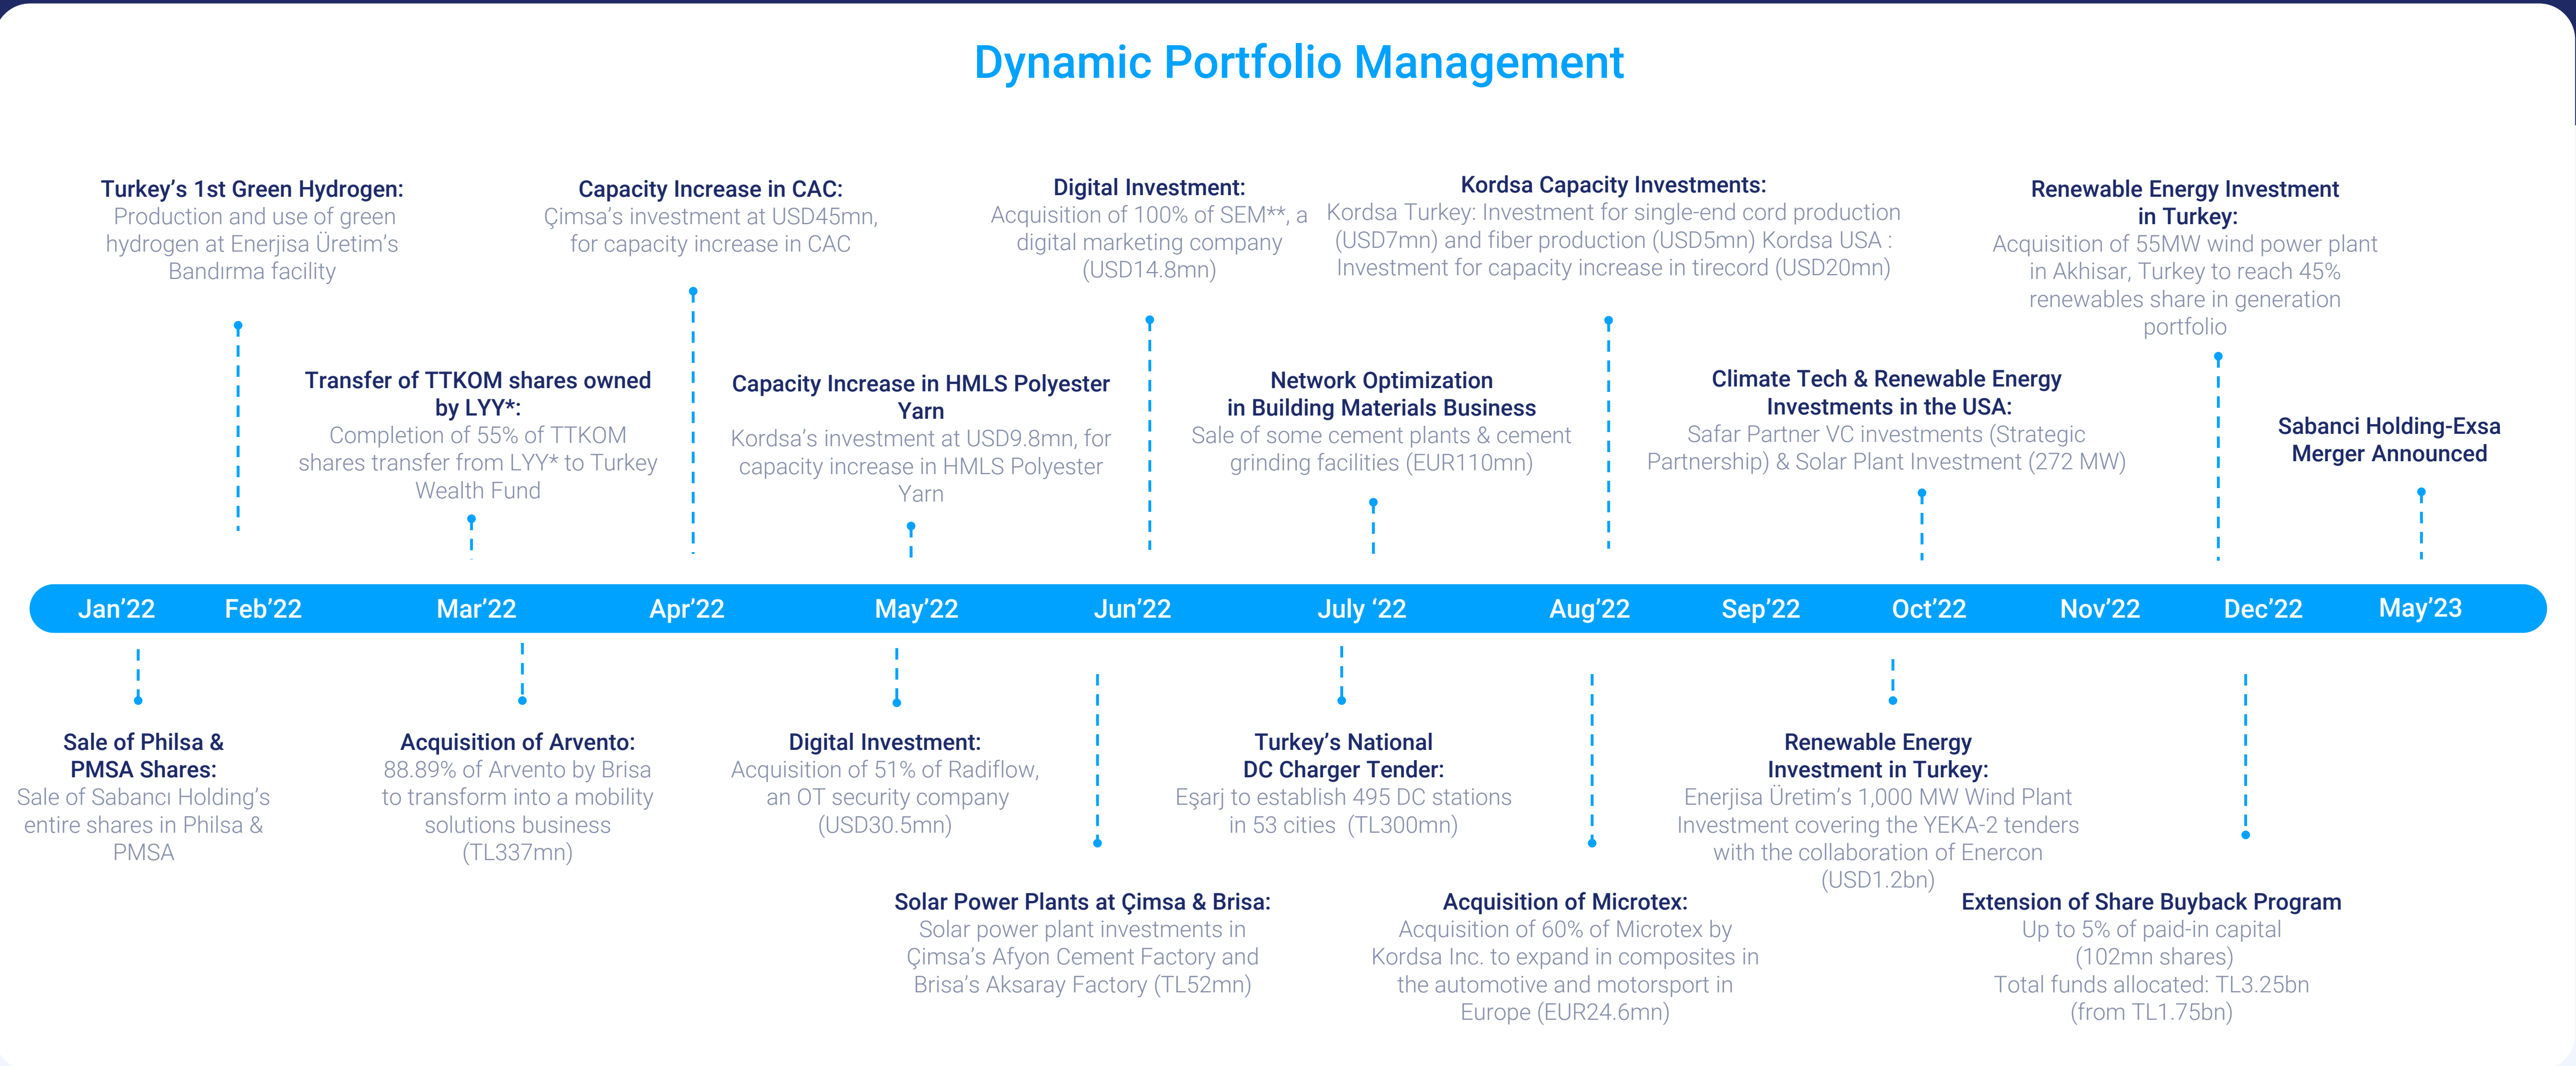 Dynamic Portfolio Management
Turkey’s 1st Green Hydrogen:
Production and use of green
hydrogen at Enerjisa Üretim’s
Bandırma facility
Capacity Increase in CAC:
Çimsa’s investment at USD45mn,
for capacity increase in CAC
Digital Investment:
Acquisition of 100% of SEM**, a
digital marketing company
(USD14.8mn)
Kordsa Capacity Investments:
Kordsa Turkey: Investment for single-end cord production
(USD7mn) and fiber production (USD5mn) Kordsa USA :
Investment for capacity increase in tirecord (USD20mn)
Renewable Energy Investment
in Turkey:
Acquisition of 55MW wind power plant
in Akhisar, Turkey to reach 45%
renewables share in generation
portfolio
Transfer of TTKOM shares owned
by LYY*:
Completion of 55% of TTKOM
shares transfer from LYY* to Turkey
Wealth Fund
Capacity Increase in HMLS Polyester
Yarn
Kordsa’s investment at USD9.8mn, for
capacity increase in HMLS Polyester
Yarn
Network Optimization
in Building Materials Business
Sale of some cement plants & cement
grinding facilities (EUR110mn)
Climate Tech & Renewable Energy
Investments in the USA:
Safar Partner VC investments (Strategic
Partnership) & Solar Plant Investment (272 MW)
Sabanci Holding-Exsa
Merger Announced
Jan’22 Feb’22 Mar’22 Apr’22 May’22 Jun’22 July ‘22 Aug’22 Sep’22 Oct’22 Nov’22 Dec’22 May’23
Sale of Philsa &
PMSA Shares:
Sale of Sabancı Holding’s
entire shares in Philsa &
PMSA
Acquisition of Arvento:
88.89% of Arvento by Brisa
to transform into a mobility
solutions business
(TL337mn)
Digital Investment:
Acquisition of 51% of Radiflow,
an OT security company
(USD30.5mn)
Turkey’s National
DC Charger Tender:
Eşarj to establish 495 DC stations
in 53 cities (TL300mn)
Renewable Energy
Investment in Turkey:
Enerjisa Üretim’s 1,000 MW Wind Plant
Investment covering the YEKA-2 tenders
with the collaboration of Enercon
(USD1.2bn)
Solar Power Plants at Çimsa & Brisa:
Solar power plant investments in
Çimsa’s Afyon Cement Factory and
Brisa’s Aksaray Factory (TL52mn)
Acquisition of Microtex:
Acquisition of 60% of Microtex by
Kordsa Inc. to expand in composites in
the automotive and motorsport in
Europe (EUR24.6mn)
Extension of Share Buyback Program
Up to 5% of paid-in capital
(102mn shares)
Total funds allocated: TL3.25bn
(from TL1.75bn)